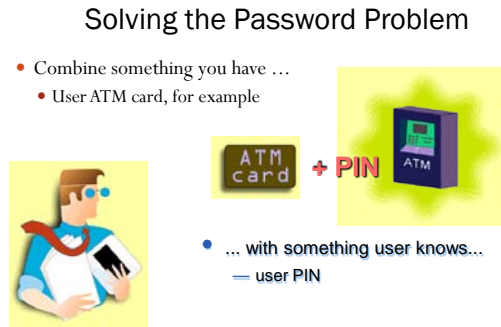 Solving the Password Problem
• Combine something you have …
• User ATM card, for example
ATM
card
+ PIN
ATM
• ... with something user knows...
— user PIN